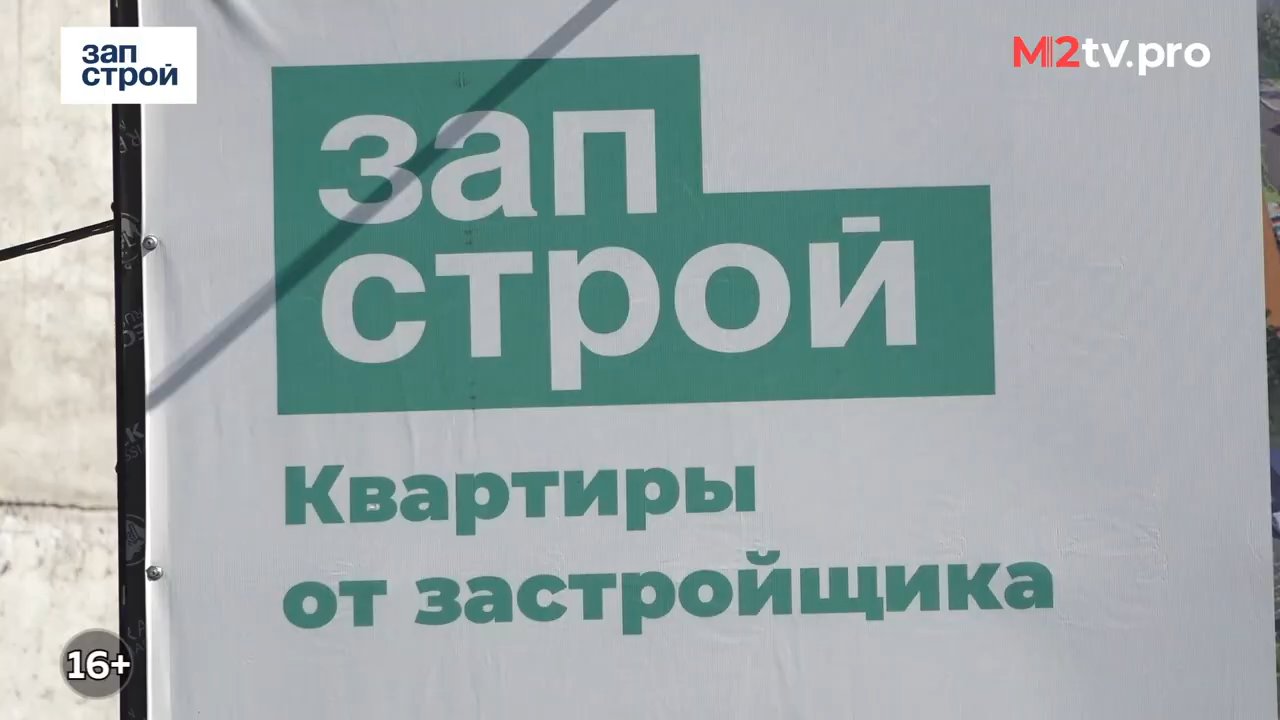 зап
строй
M2tv.pro
зап
строй
Квартиры
от застройщика
16+